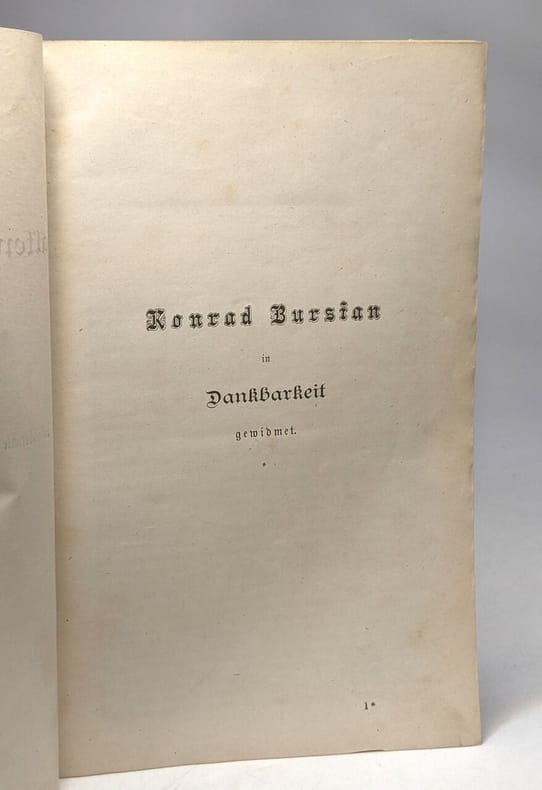 Konrad Bursian
in
Dankbarkeit
gewidmet.
1*